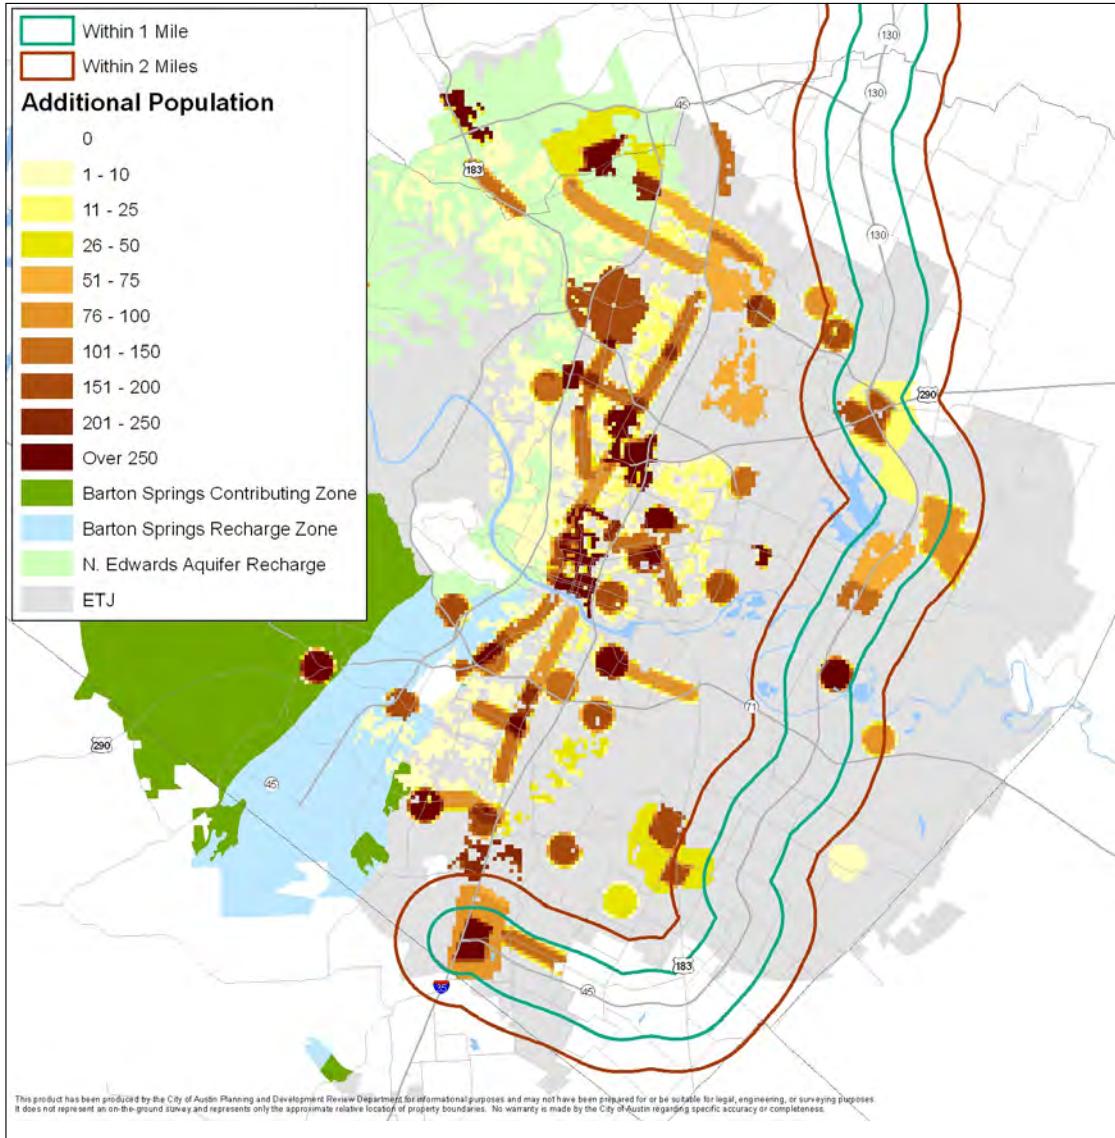 Within 1 Mile
Within 2 Miles
Additional Population
0
1 - 10
11 - 25
26 - 50
51 - 75
76 - 100
101 - 150
151 - 200
201 - 250
Over 250
Barton Springs Contributing Zone
Barton Springs Recharge Zone
N. Edwards Aquifer Recharge
ETJ
130
130
45
183
130
290
71
290
45
183
35
45
This product has been produced by the City of Austin Planning and Development Review Department for informational purposes and may not have been prepared for or be suitable for legal, engineering, or surveying purposes.
It does not represent an on-the-ground survey and represents only the approximate relative location of property boundaries. No warranty is made by the City of Austin regarding specific accuracy or completeness.